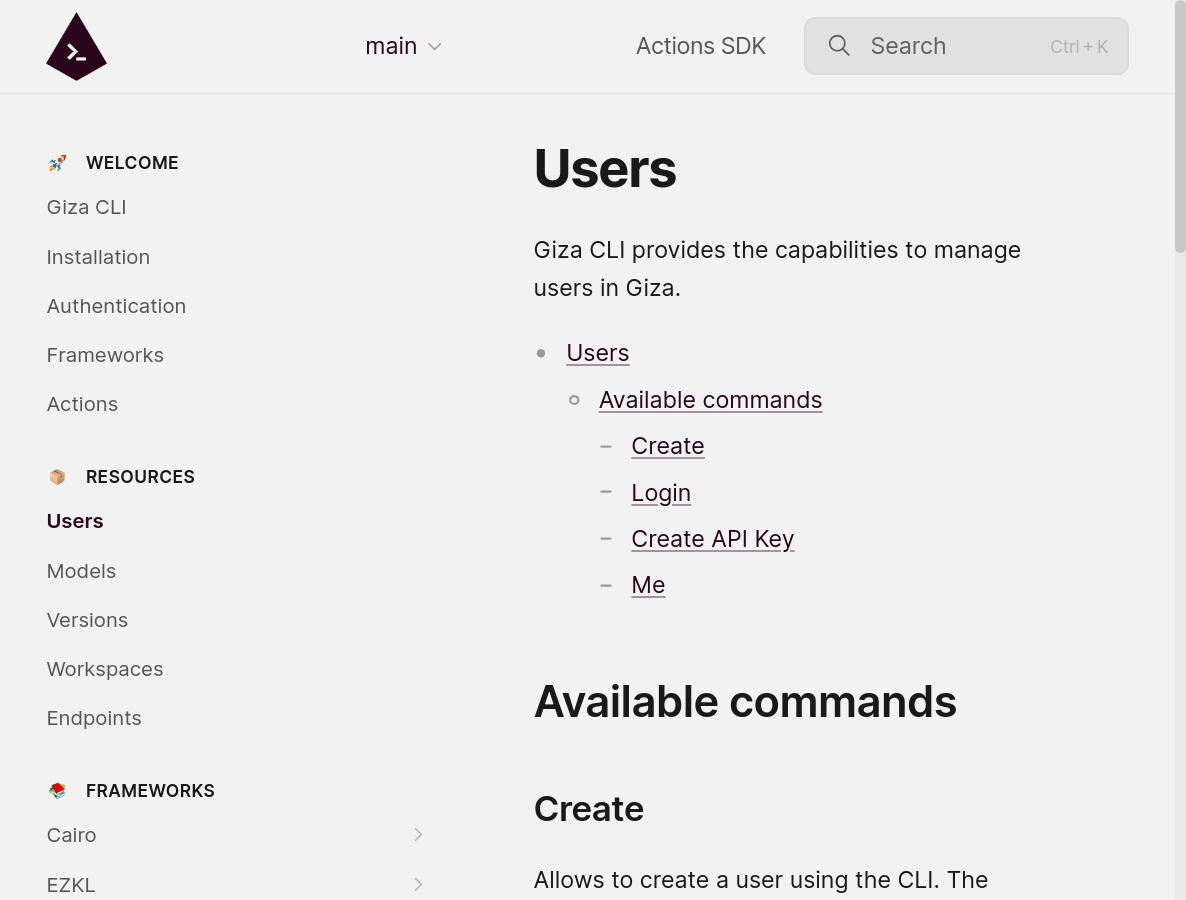 main
Actions SDK
Search
Ctrl + K
WELCOME
Giza CLI
Installation
Authentication
Frameworks
Actions
RESOURCES
Users
Models
Versions
Workspaces
Endpoints
FRAMEWORKS
Cairo
EZKL
Users
Giza CLI provides the capabilities to manage
users in Giza.
Users
Available commands
Create
Login
Create API Key
Me
Available commands
Create
Allows to create a user using the CLI. The